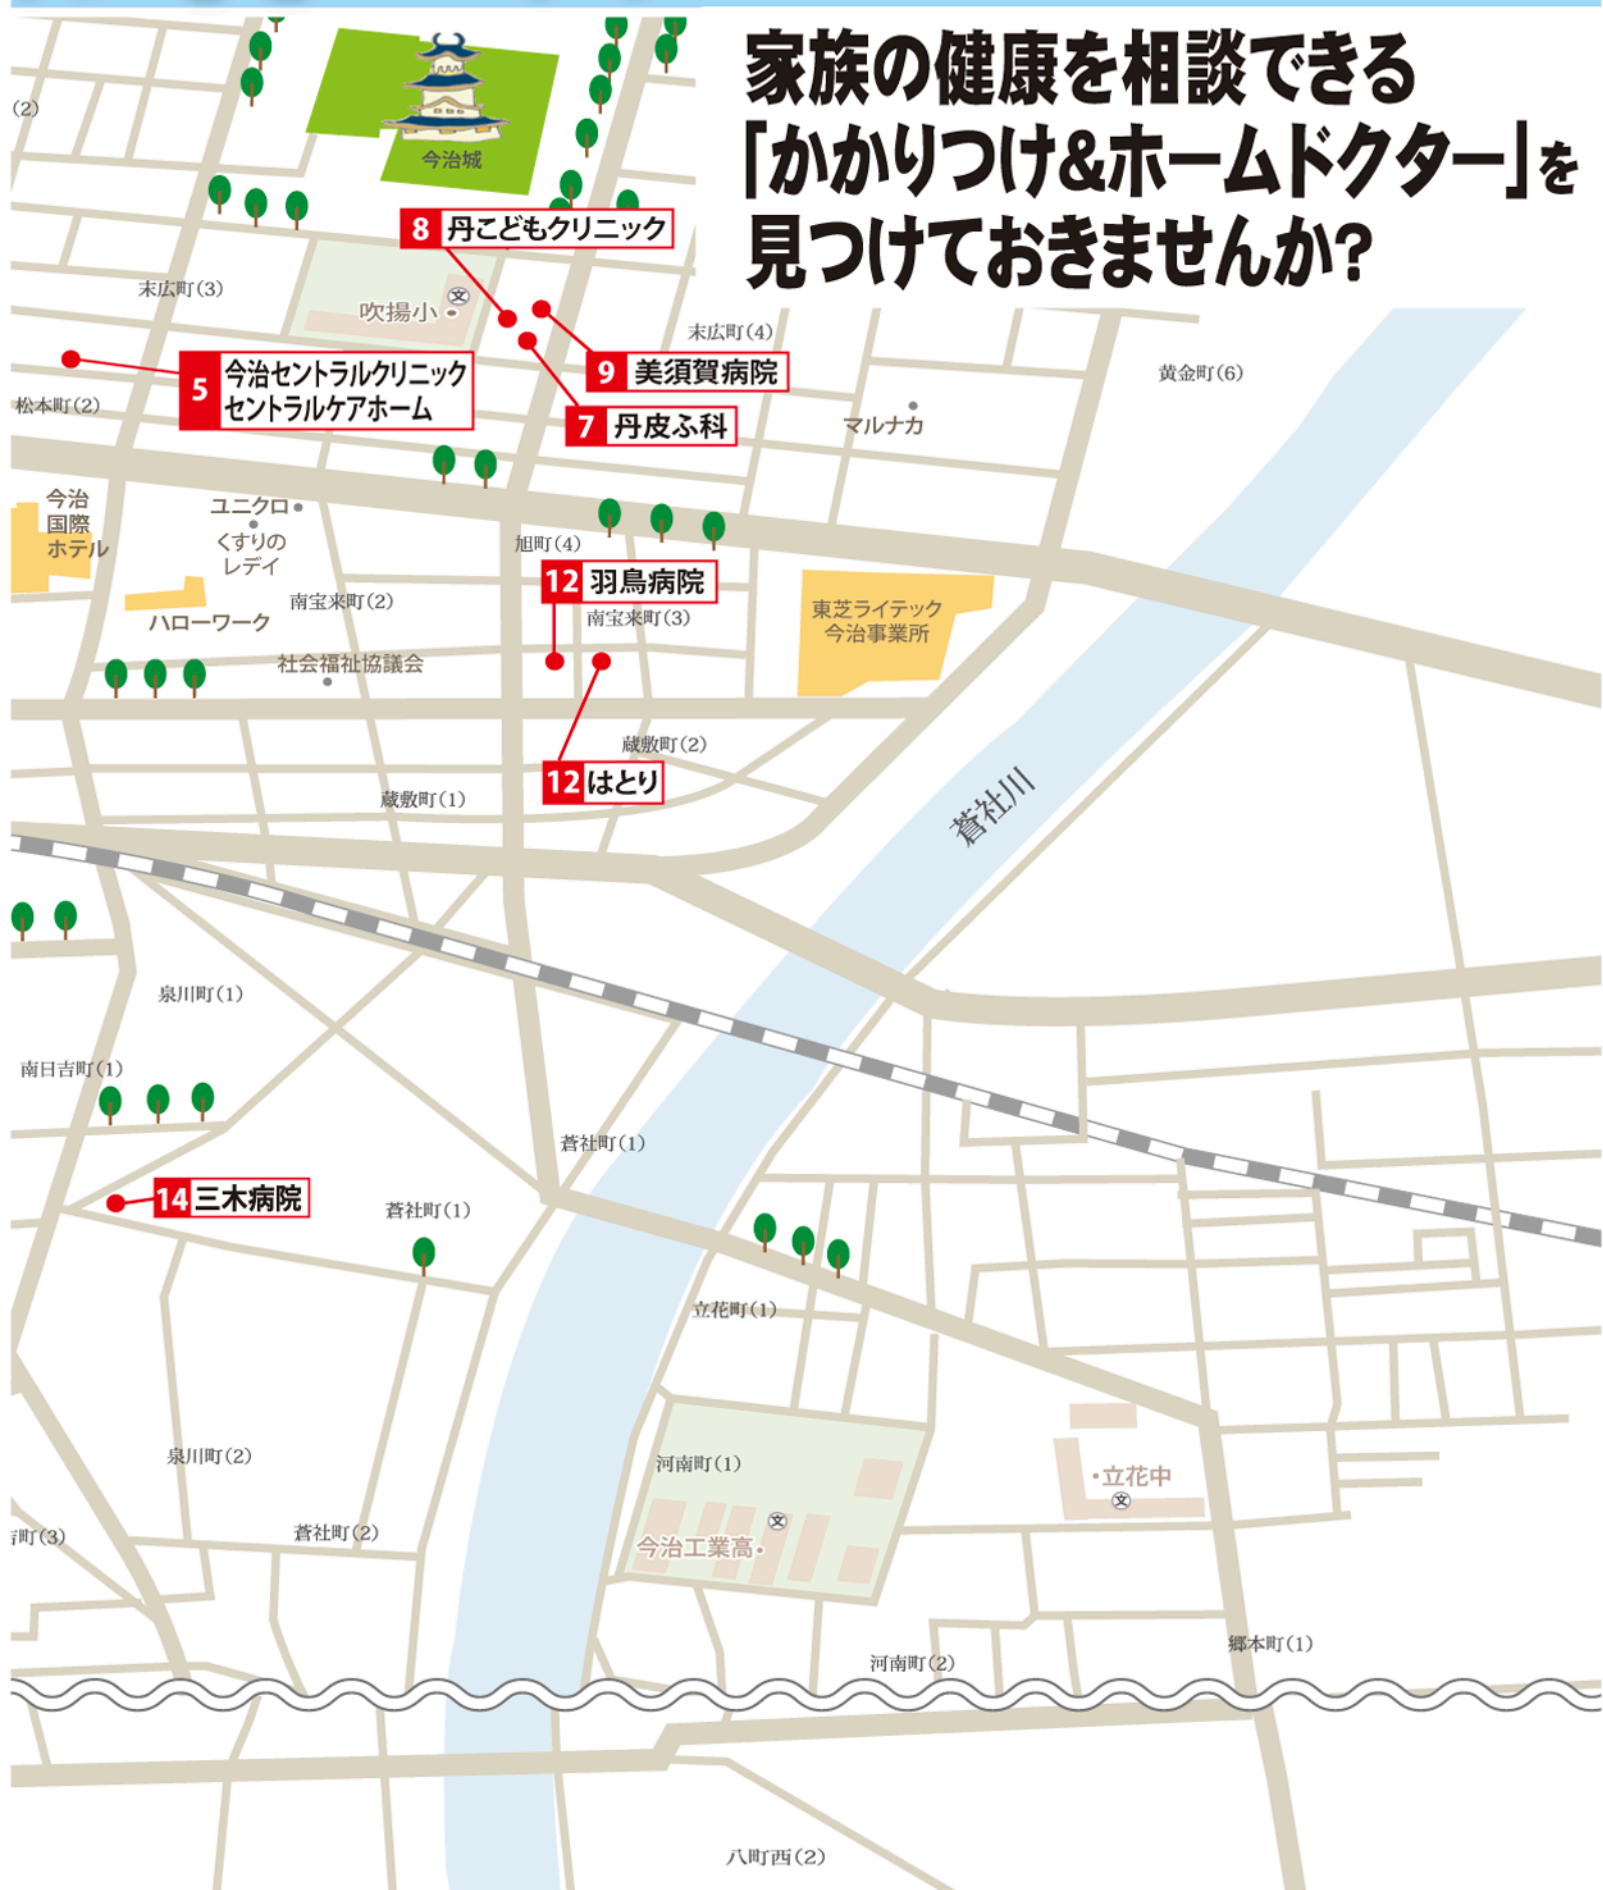 家族の健康を相談できる
「かかりつけ&ホームドクター」を
見つけておきませんか?
(2)
今治城
8 丹こどもクリニック
末広町(3)
吹揚小
文
末広町(4)
9 美須賀病院
5 今治セントラルクリニック
セントラルケアホーム
黄金町(6)
松本町(2)
7 丹皮ふ科
マルナカ
今治
国際
ホテル
ユニクロ
くすりの
レデイ
旭町(4)
12 羽鳥病院
南宝来町(2)
南宝来町(3)
東芝ライテック
今治事業所
ハローワーク
社会福祉協議会
蔵敷町(2)
12 はとり
蔵敷町(1)
蒼社川
泉川町(1)
南日吉町(1)
蒼社町(1)
14 三木病院
蒼社町(1)
立花町(1)
泉川町(2)
河南町(1)
立花中
文
文
今治工業高
町(3)
蒼社町(2)
郷本町(1)
河南町(2)
八町西(2)